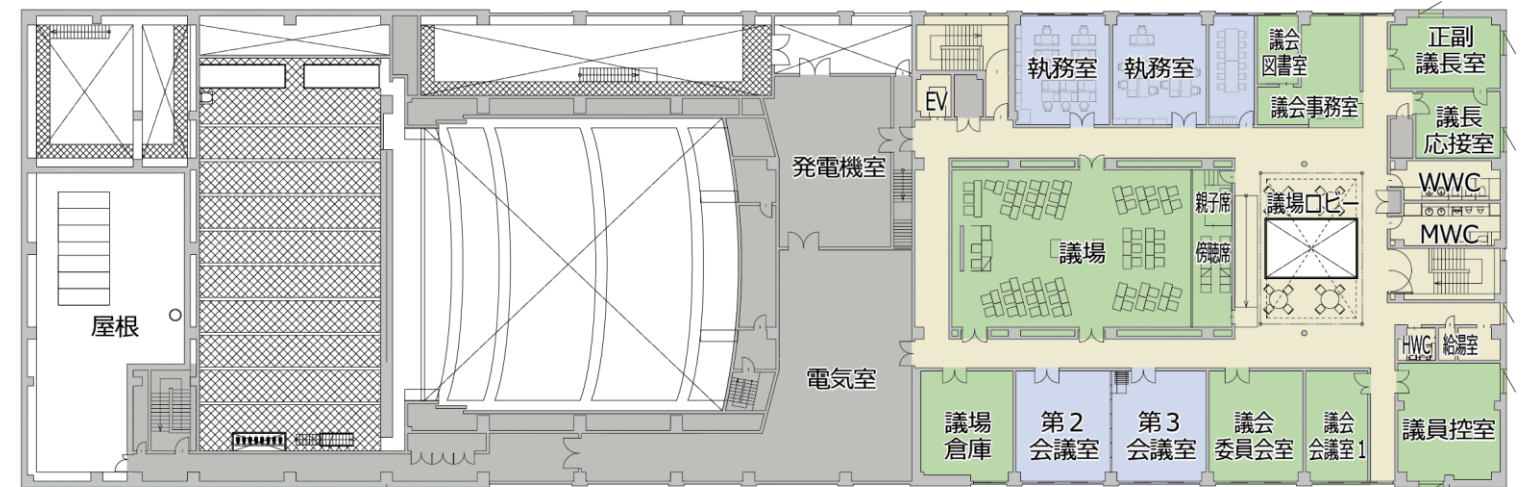 執務室
執務室
議会
図書室
議会事務室
正副
議長室
議長
応接室
EV
発電機室
WWC
MWC
親子席
議場ロビー
議場
傍聴席
屋根
HWC
給湯室
電気室
議場
倉庫
第２
会議室
第３
会議室
議会
委員会室
議会
会議室1
議員控室